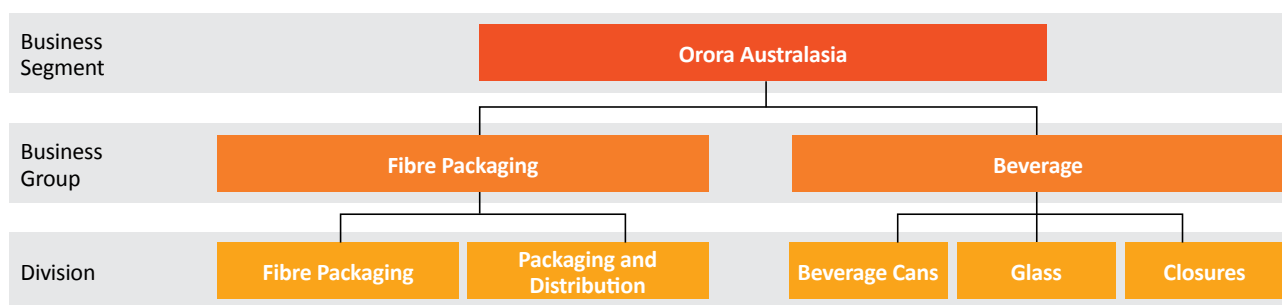 Business
Segment
Orora Australasia
Business
Group
Fibre Packaging
Beverage
Division
Fibre Packaging
Packaging and
Distribution
Beverage Cans
Glass
Closures